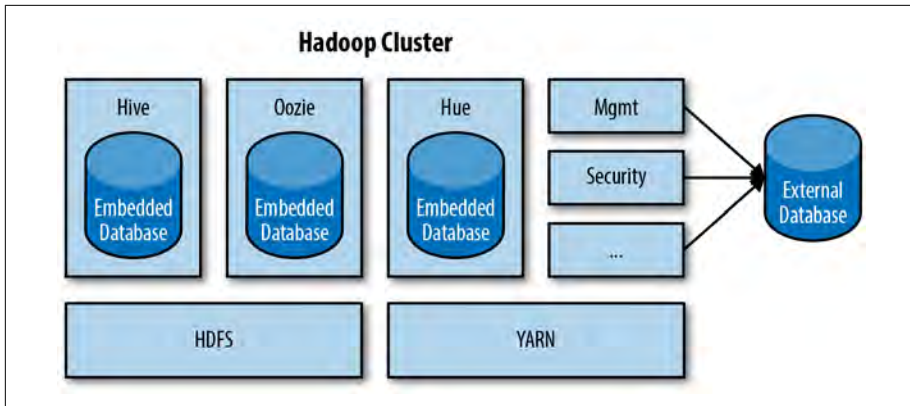 Hadoop Cluster
Hive
Embedded
Database
Oozie
Embedded
Database
Hue
Embedded
Database
Mgmt
Security
...
External
Database
HDFS
YARN